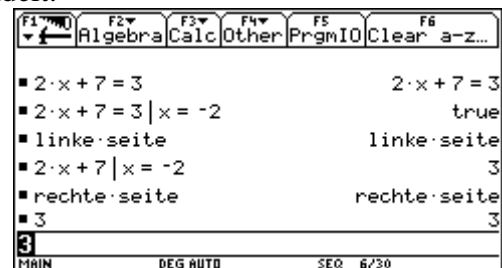 F1 F2 F3 F4 F5 F6
Algebra Calc Other PrgmIO Clear a-z…
2·x + 7 = 3 2·x + 7 = 3
2·x + 7 = 3 | x = -2 true
linke·seite linke·seite
2·x + 7 | x = -2 3
rechte·seite rechte·seite
3 3
3
MAIN DEG AUTO SEQ 6/30